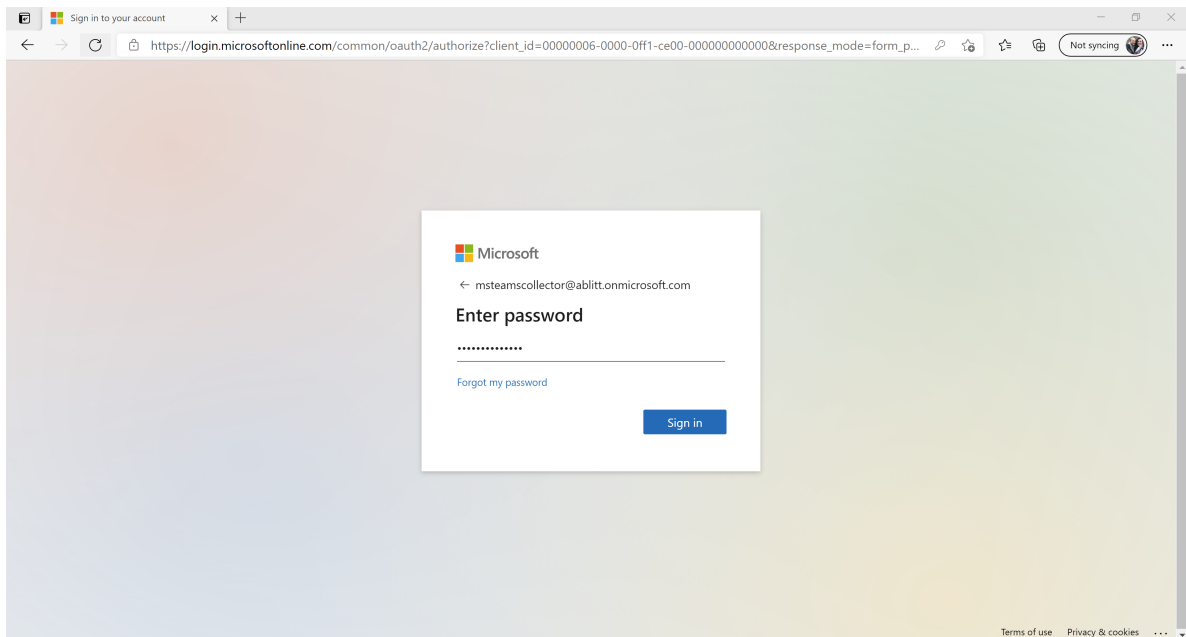 Sign in to your account
https://login.microsoftonline.com/common/oauth2/authorize?client_id=00000006-0000-0ff1-ce00-000000000000&response_mode=form_p...
Not syncing
Microsoft
msteamscollector@ablitt.onmicrosoft.com
Enter password
Forgot my password
Sign in
Terms of use Privacy & cookies ...